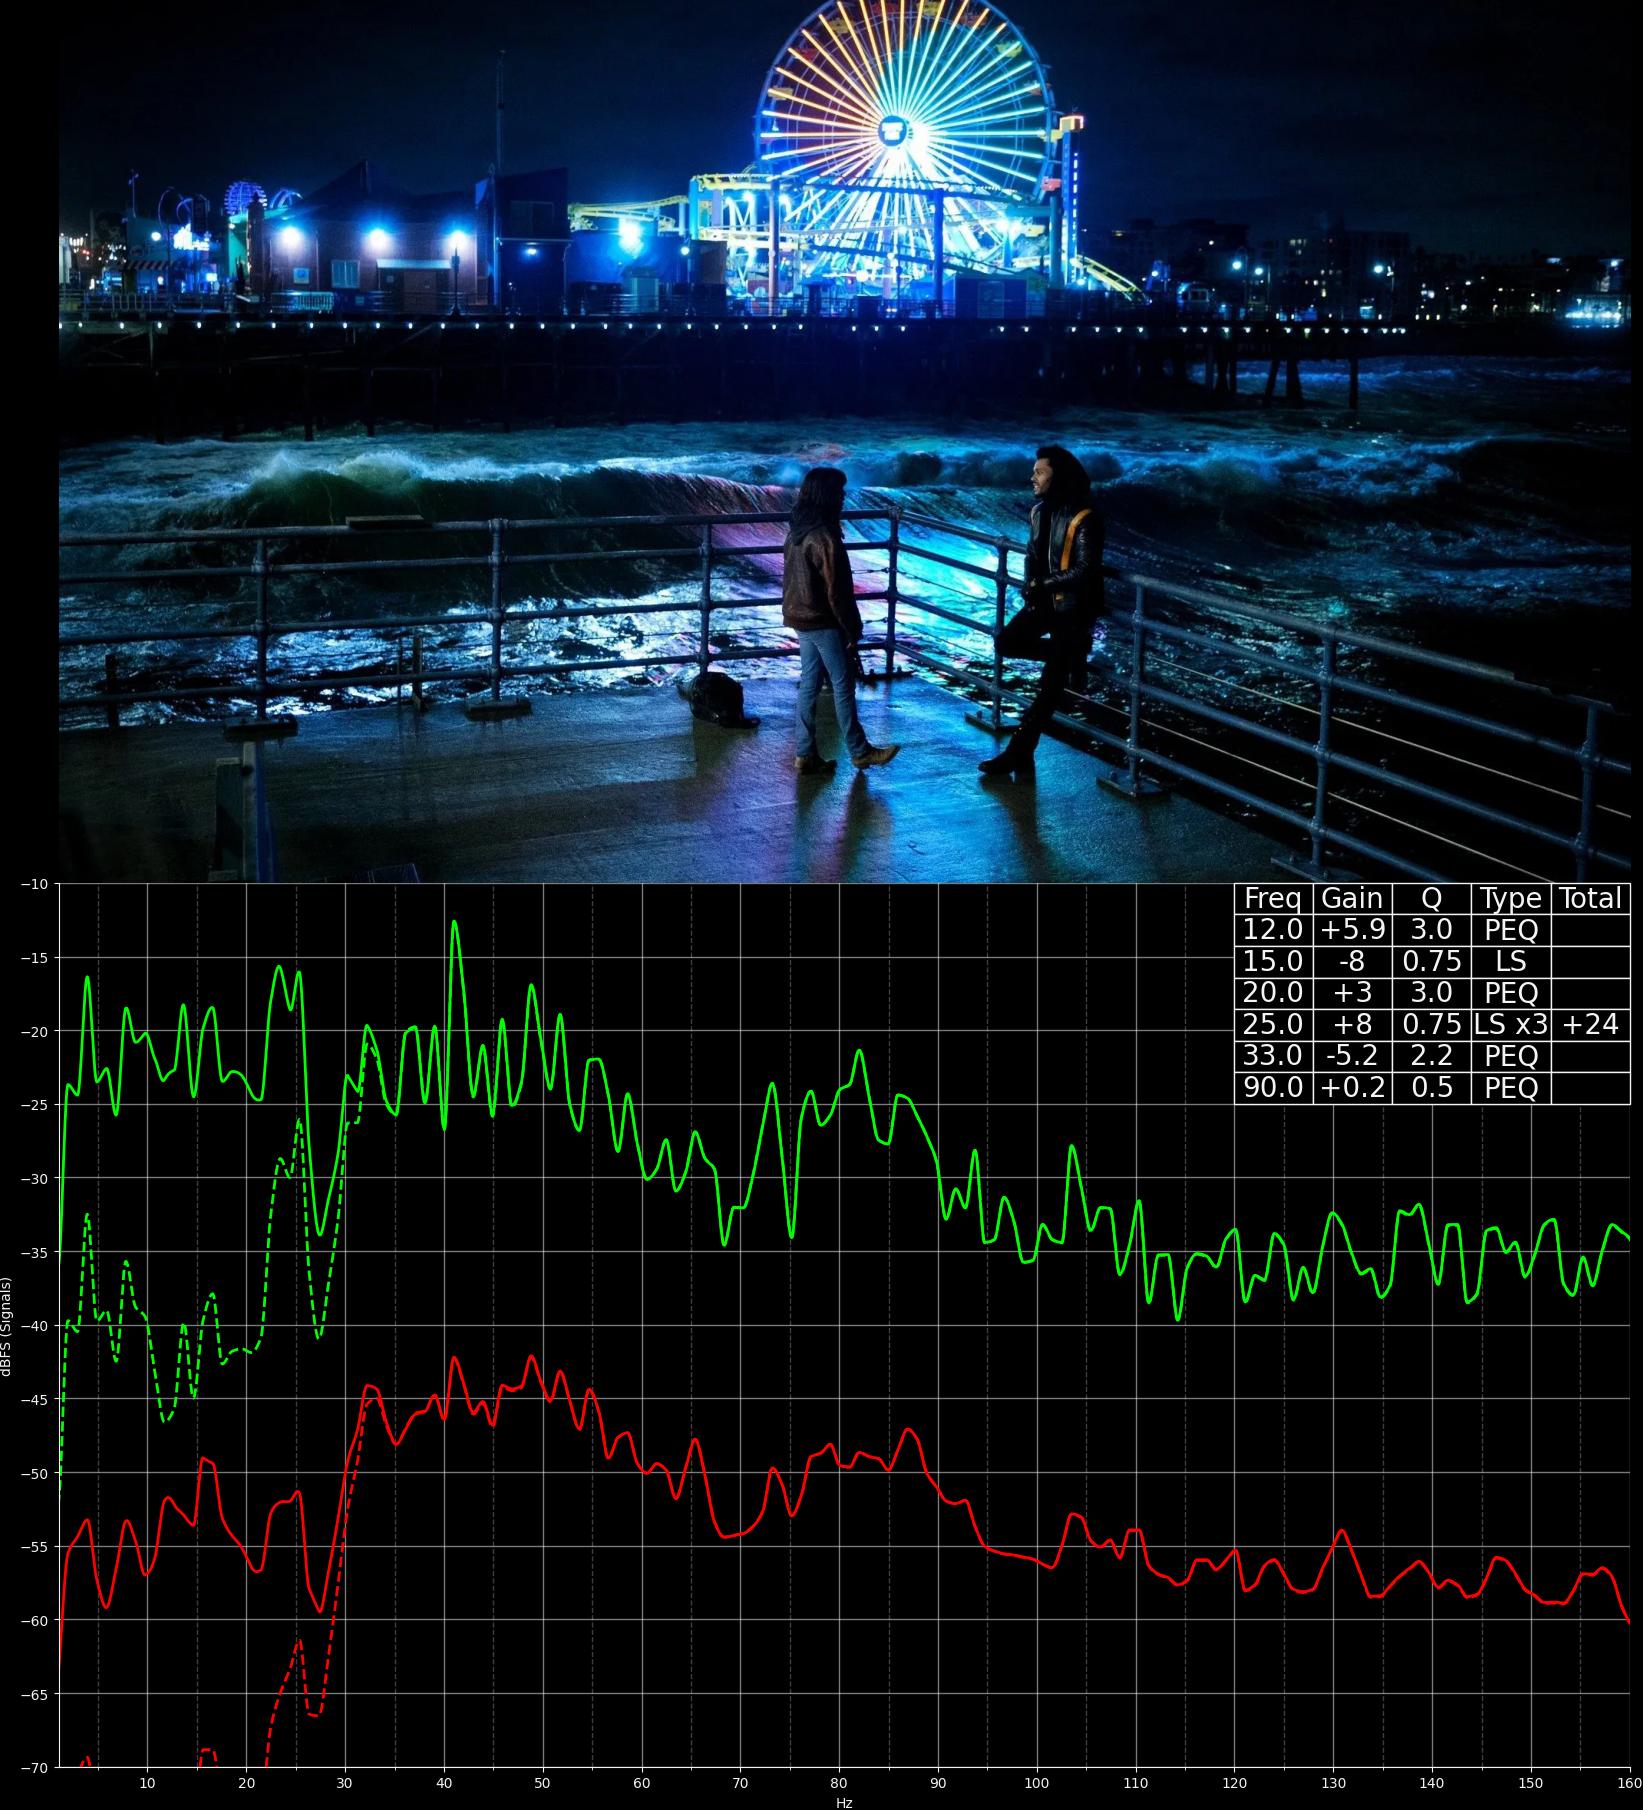 Freq Gain Q Type Total
12.0 +5.9 3.0 PEQ
15.0 -8 0.75 LS
20.0 +3 3.0 PEQ
25.0 +8 0.75 LS x3 +24
33.0 -5.2 2.2 PEQ
90.0 +0.2 0.5 PEQ
−10
−15
−20
−25
−30
−35
−40
−45
−50
−55
−60
−65
−70
dBFS (Signals)
10 20 30 40 50 60 70 80 90 100 110 120 130 140 150 160
Hz